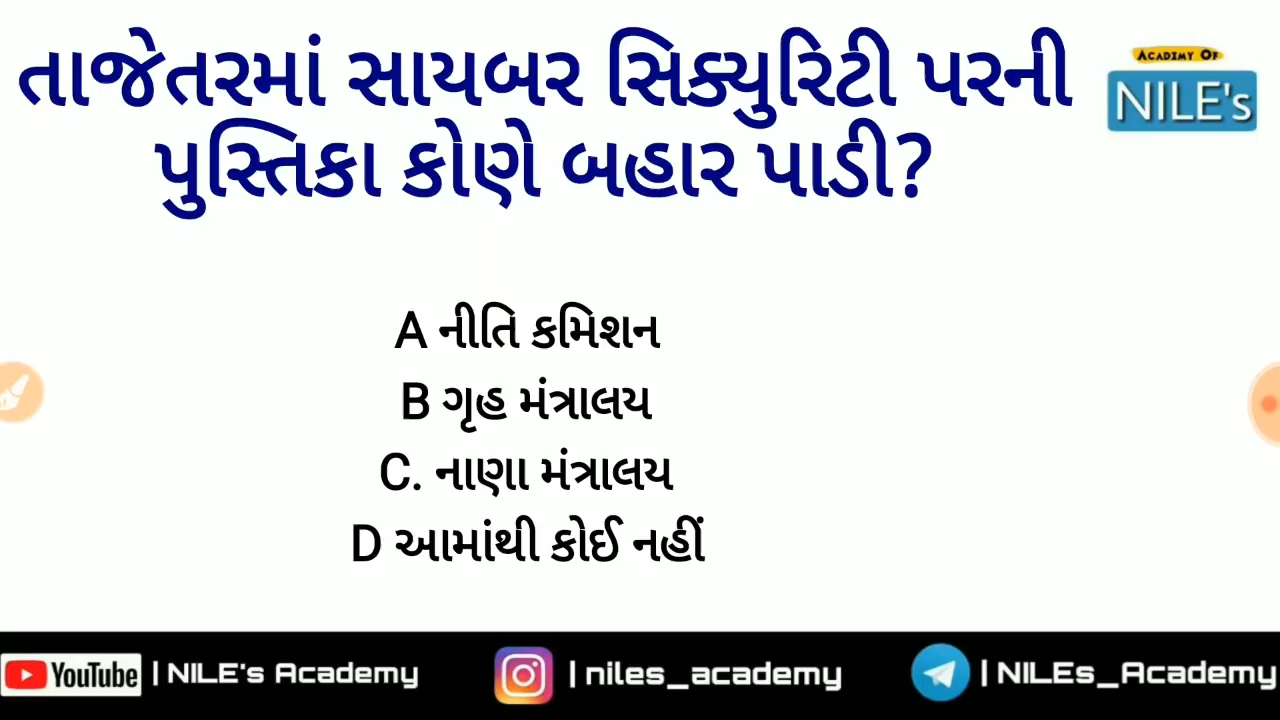 તાજેતરમાં સાયબર સિક્યુરિટી પરની
પુસ્તિકા કોણે બહાર પાડી?
ACADEMY OF
NILE's
A નીતિ કમિશન
B ગૃહ મંત્રાલય
C. નાણા મંત્રાલય
D આમાંથી કોઈ નહીં
YouTube | NILE's Academy
| niles_academy
| NILEs_Academy